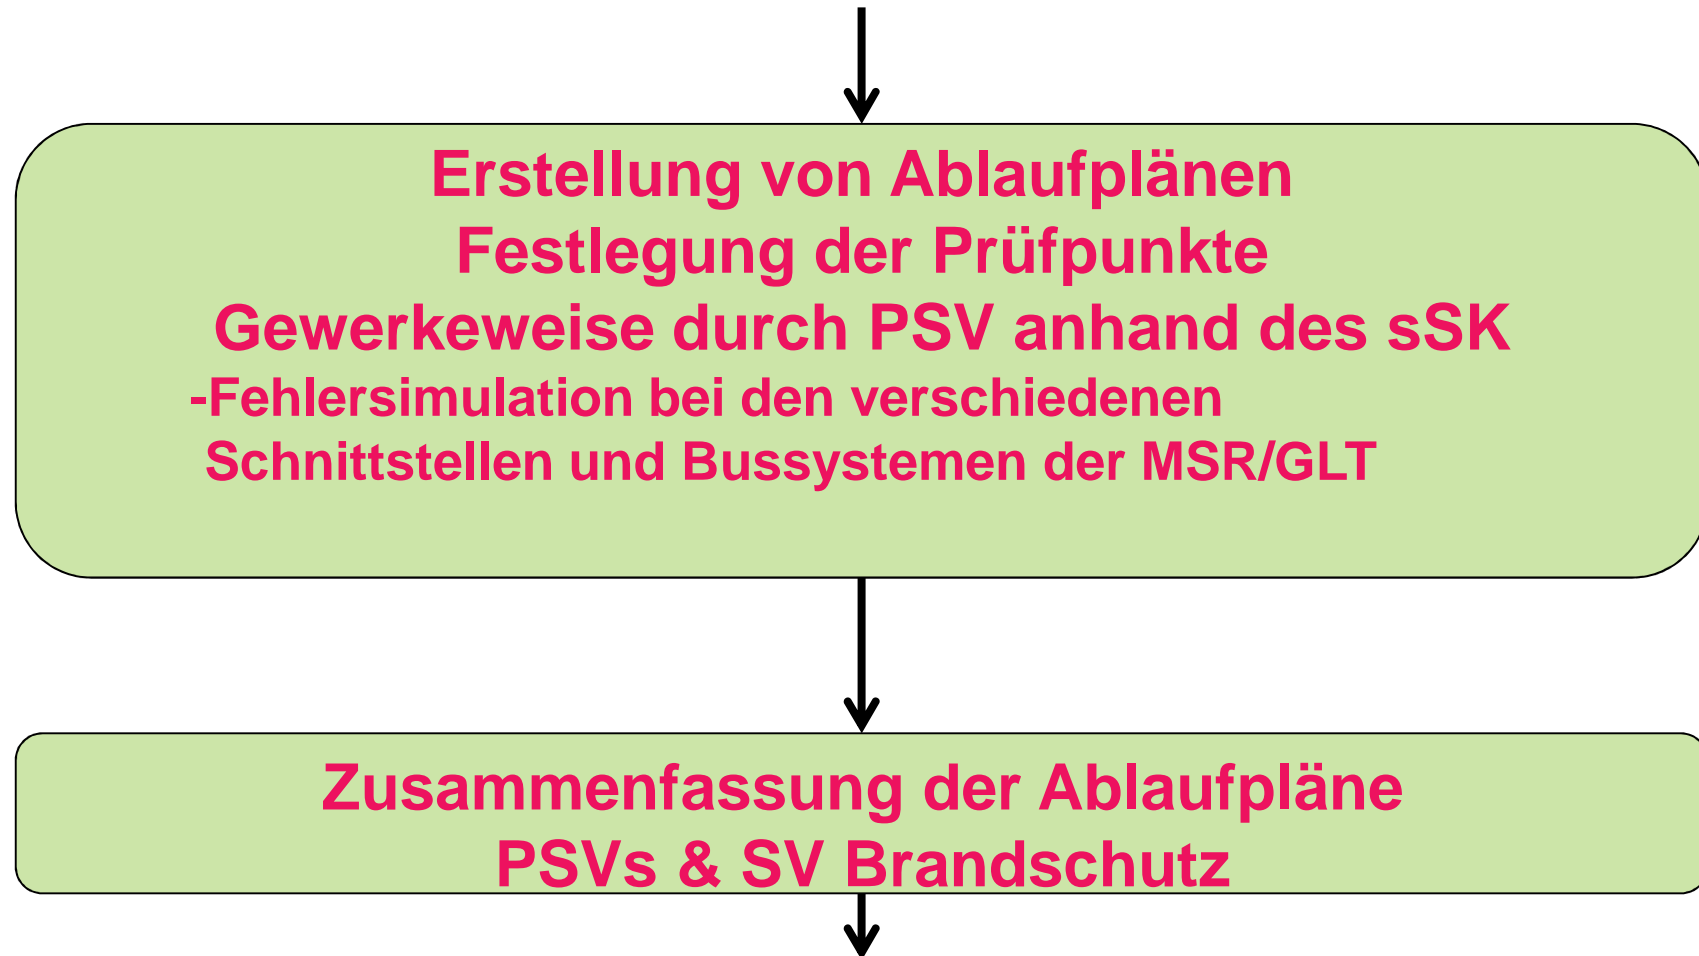 Erstellung von Ablaufplänen
Festlegung der Prüfpunkte
Gewerkeweise durch PSV anhand des sSK
-Fehlersimulation bei den verschiedenen
Schnittstellen und Bussystemen der MSR/GLT
Zusammenfassung der Ablaufpläne
PSVs & SV Brandschutz